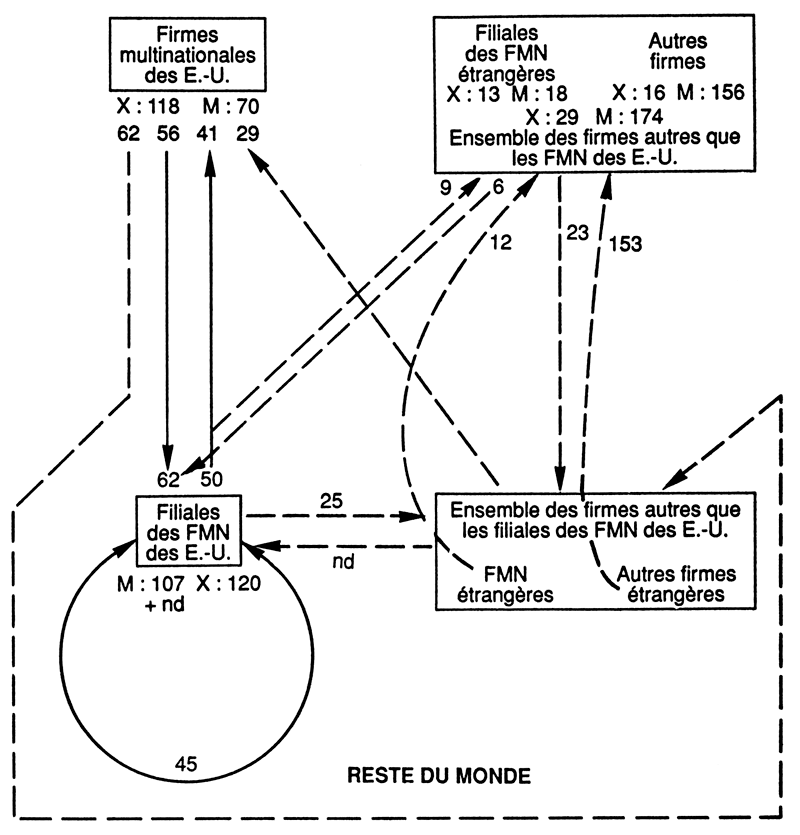 Firmes
multinationales
des E.-U.
X : 118 M : 70
62 56 41 29
Filiales
des FMN
étrangères
X : 13 M : 18
Autres
firmes
X : 16 M : 156
X : 29 M : 174
Ensemble des firmes autres que
les FMN des E.-U.
9 6
12
23
153
62 50
Filiales
des FMN
des E.-U.
M : 107 X : 120
+ nd
25
nd
Ensemble des firmes autres que
les filiales des FMN des E.-U.
FMN
étrangères
Autres firmes
étrangères
45
RESTE DU MONDE